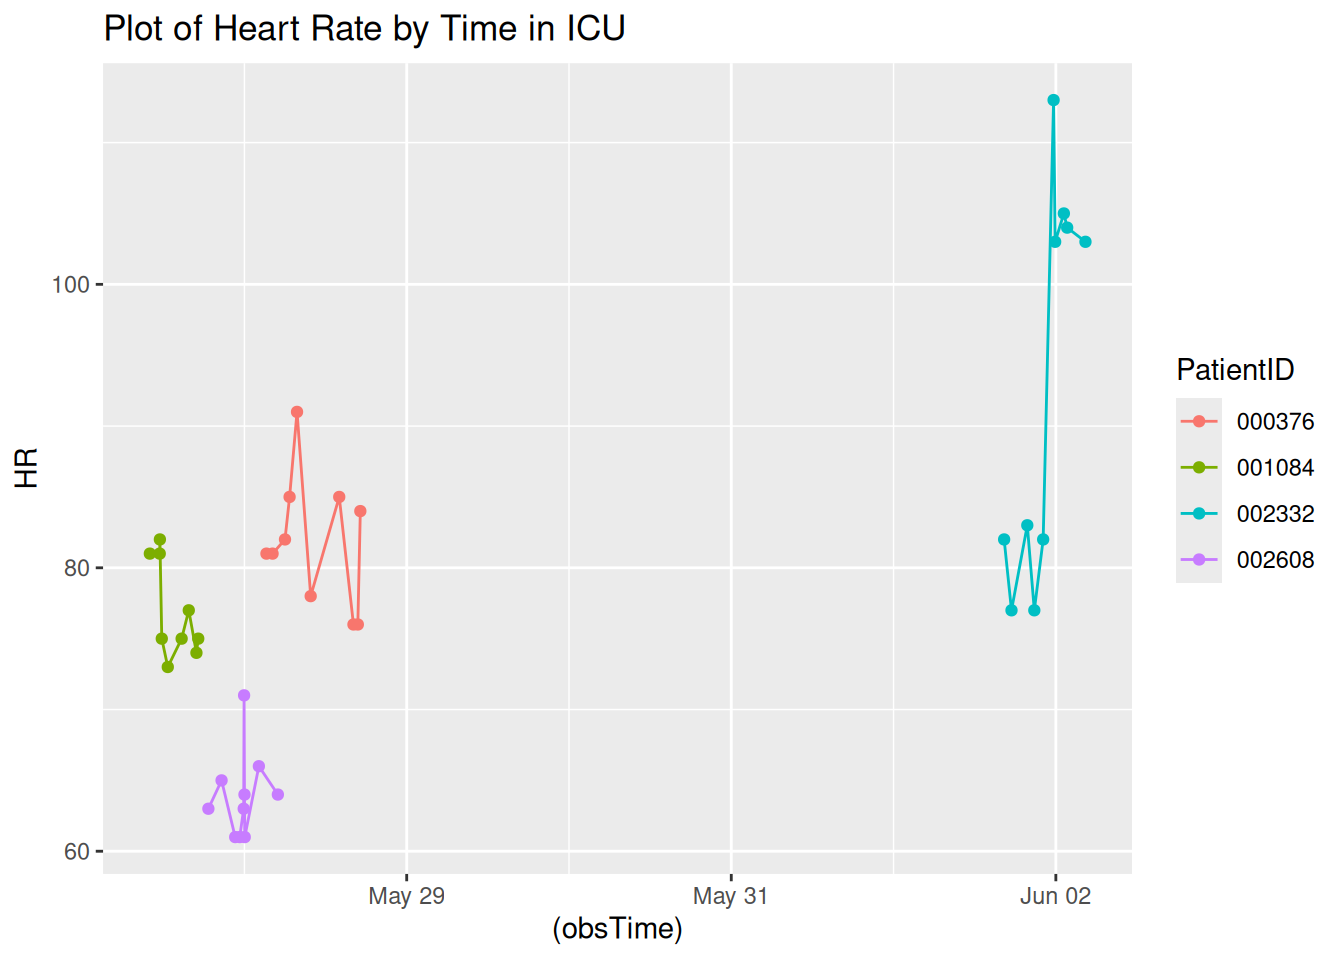 Plot of Heart Rate by Time in ICU
100
80
60
HR
May 29
May 31
Jun 02
(obsTime)
PatientID
000376
001084
002332
002608